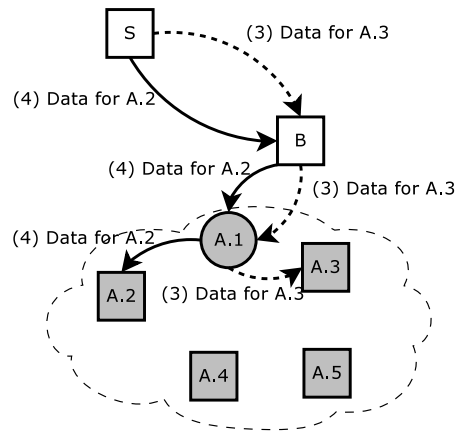 S
(3) Data for A.3
(4) Data for A.2
B
(4) Data for A.2
(3) Data for A.3
A.1
(4) Data for A.2
A.3
A.2
(3) Data for A.3
A.4
A.5